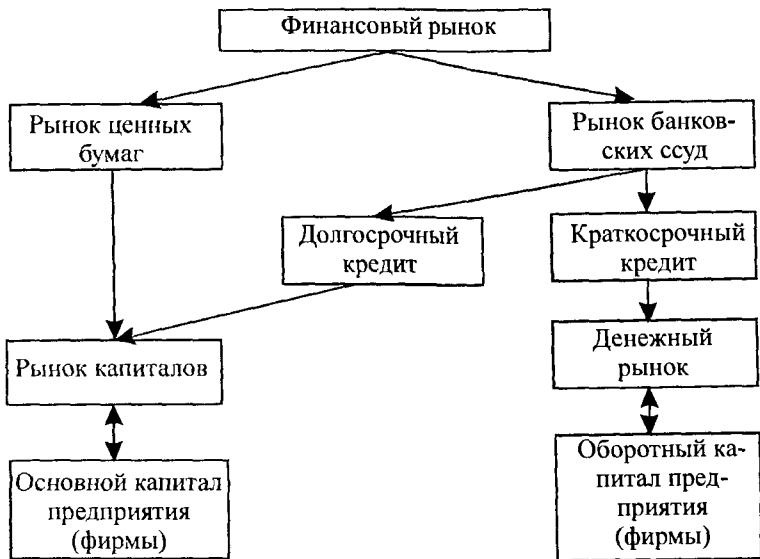 Финансовый рынок
Рынок ценных
бумаг
Рынок банков-
ских ссуд
Долгосрочный
кредит
Краткосрочный
кредит
Рынок капиталов
Денежный
рынок
Основной капитал
предприятия
(фирмы)
Оборотный ка-
питал пред-
приятия
(фирмы)